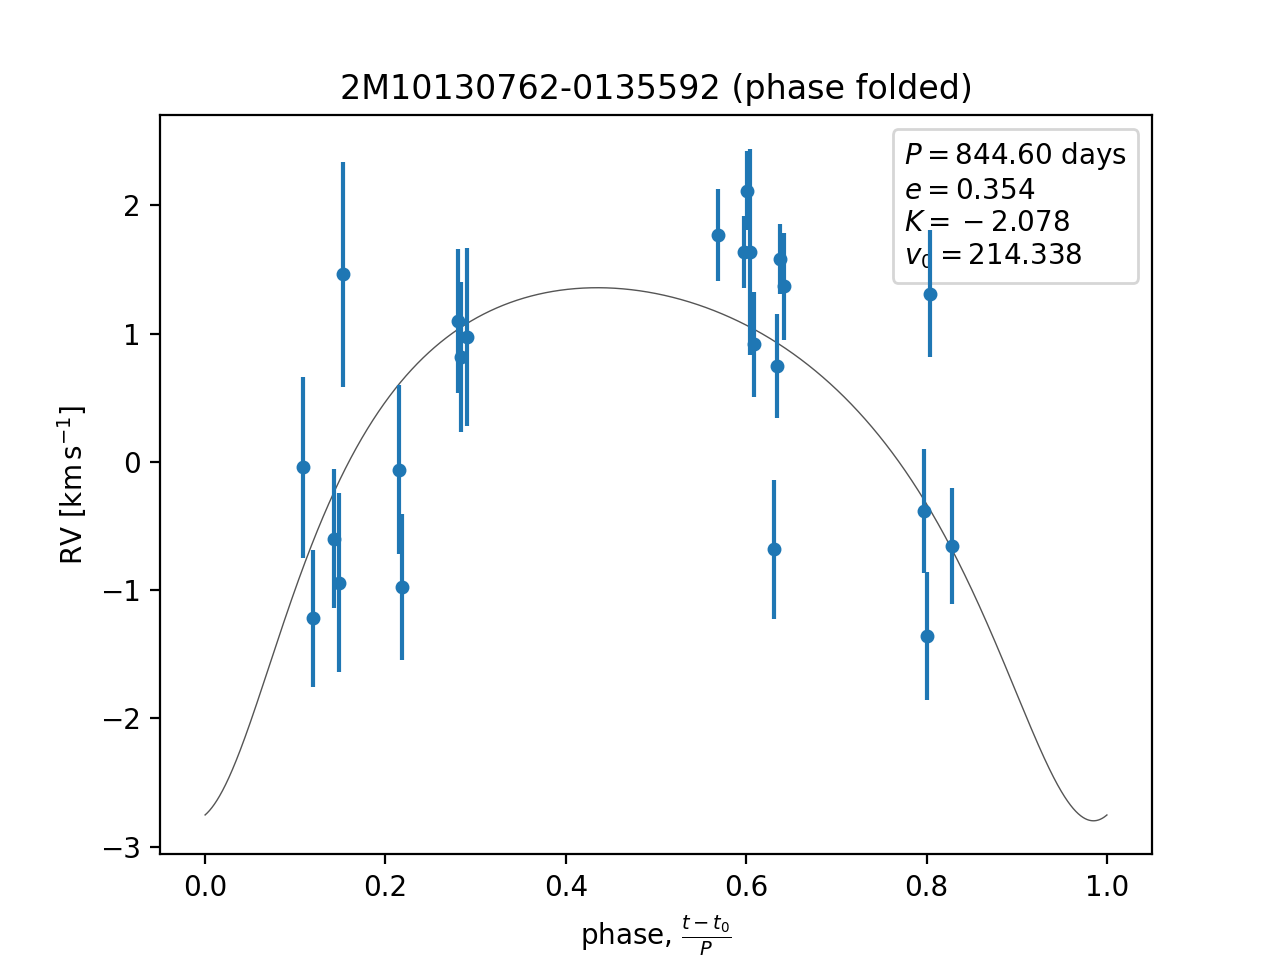 2M10130762-0135592 (phase folded)
P = 844.60 days
e = 0.354
K = −2.078
v₀ = 214.338
2
1
0
−1
−2
−3
RV [km s⁻¹]
0.0 0.2 0.4 0.6 0.8 1.0
phase, (t − t₀)/P